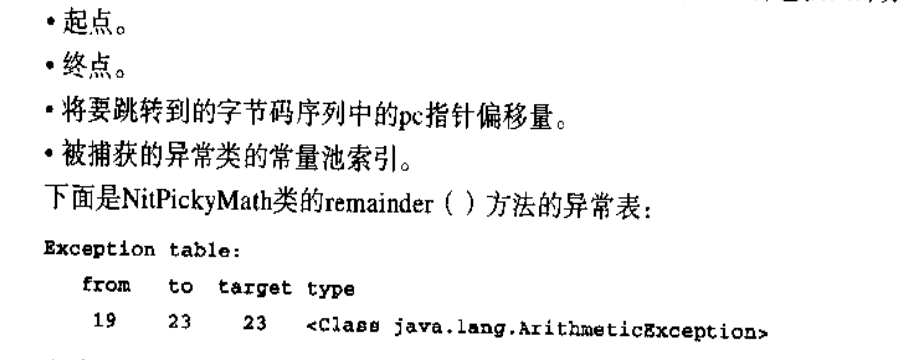 •起点。
•终点。
•将要跳转到的字节码序列中的pc指针偏移量。
•被捕获的异常类的常量池索引。
下面是NitPickyMath类的remainder（ ）方法的异常表：
Exception table:
from to target type
19 23 23 <Class java.lang.ArithmeticException>